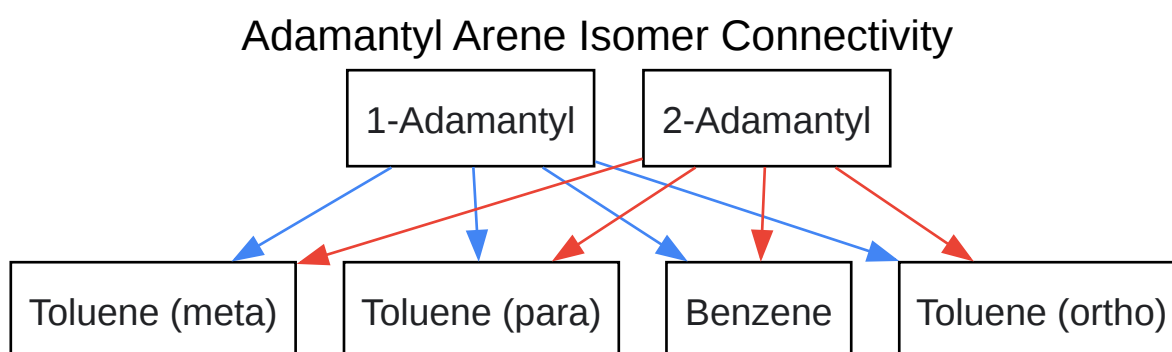 Adamantyl Arene Isomer Connectivity
1-Adamantyl
2-Adamantyl
Toluene (meta)
Toluene (para)
Benzene
Toluene (ortho)